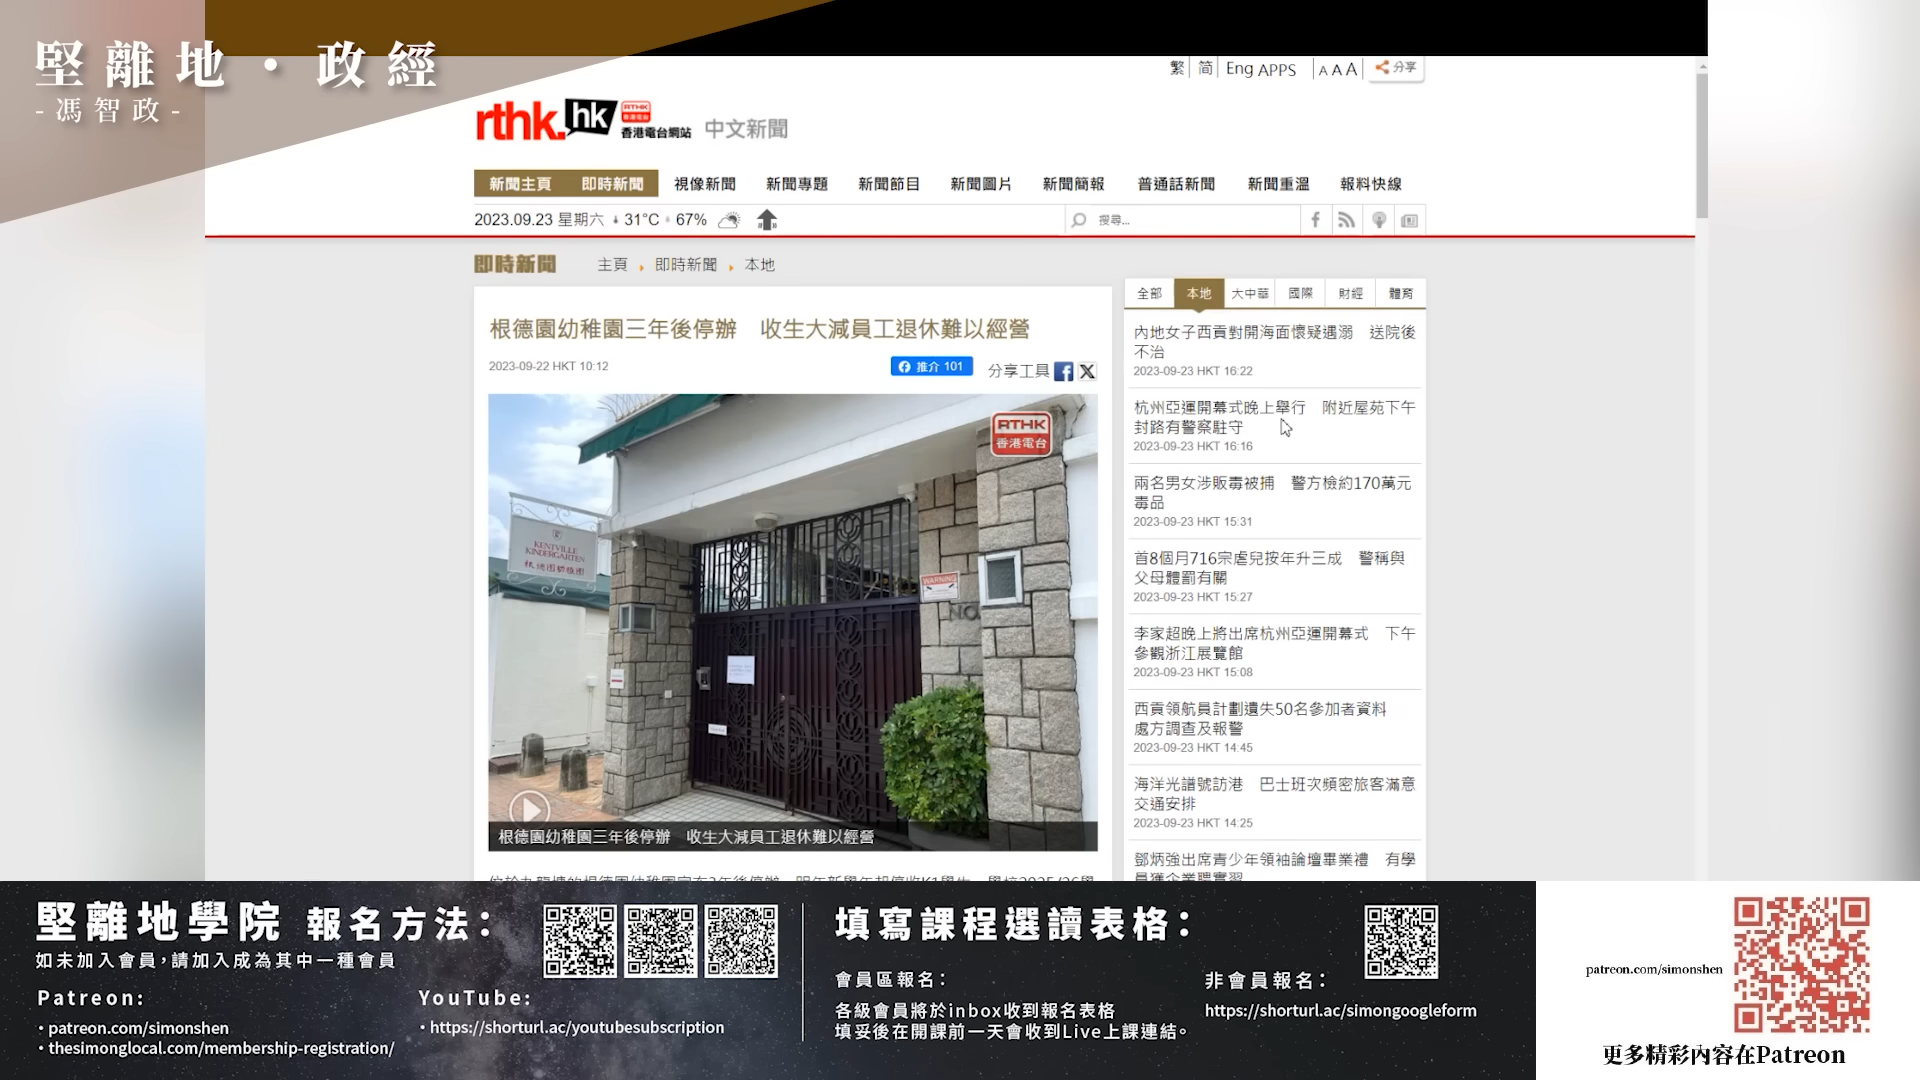 堅離地·政經
-馮智政-
繁 简 Eng APPS A A A 分享
rthk.hk RTHK 香港電台 香港電台網站 中文新聞
新聞主頁 即時新聞 視像新聞 新聞專題 新聞節目 新聞圖片 新聞簡報 普通話新聞 新聞重溫 報料快線
2023.09.23 星期六 31°C 67%
搜尋...
即時新聞 主頁 即時新聞 本地
根德園幼稚園三年後停辦 收生大減員工退休難以經營
2023-09-22 HKT 10:12
推介 101 分享工具
RTHK
香港電台
KENTVILLE
KINDERGARTEN
根德園幼稚園
WARNING
NO.
根德園幼稚園三年後停辦 收生大減員工退休難以經營
全部 本地 大中華 國際 財經 體育
內地女子西貢對開海面懷疑遇溺 送院後
不治
2023-09-23 HKT 16:22
杭州亞運開幕式晚上舉行 附近屋苑下午
封路有警察駐守
2023-09-23 HKT 16:16
兩名男女涉販毒被捕 警方檢約170萬元
毒品
2023-09-23 HKT 15:31
首8個月716宗虐兒按年升三成 警稱與
父母體罰有關
2023-09-23 HKT 15:27
李家超晚上將出席杭州亞運開幕式 下午
參觀浙江展覽館
2023-09-23 HKT 15:08
西貢領航員計劃遺失50名參加者資料
處方調查及報警
2023-09-23 HKT 14:45
海洋光譜號訪港 巴士班次頻密旅客滿意
交通安排
2023-09-23 HKT 14:25
鄧炳強出席青少年領袖論壇畢業禮 有學
堅離地學院 報名方法:
如未加入會員,請加入成為其中一種會員
Patreon:
• patreon.com/simonshen
• thesimonglobal.com/membership-registration/
YouTube:
• https://shorturl.ac/youtubesubscription
填寫課程選讀表格:
會員區報名:
各級會員將於inbox收到報名表格
填妥後在開課前一天會收到Live上課連結。
非會員報名:
https://shorturl.ac/simongoogleform
patreon.com/simonshen
更多精彩內容在Patreon